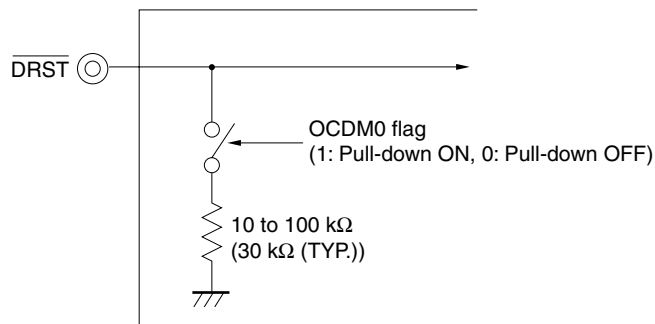 DRST
OCDM0 flag
(1: Pull-down ON, 0: Pull-down OFF)
10 to 100 kΩ
(30 kΩ (TYP.))